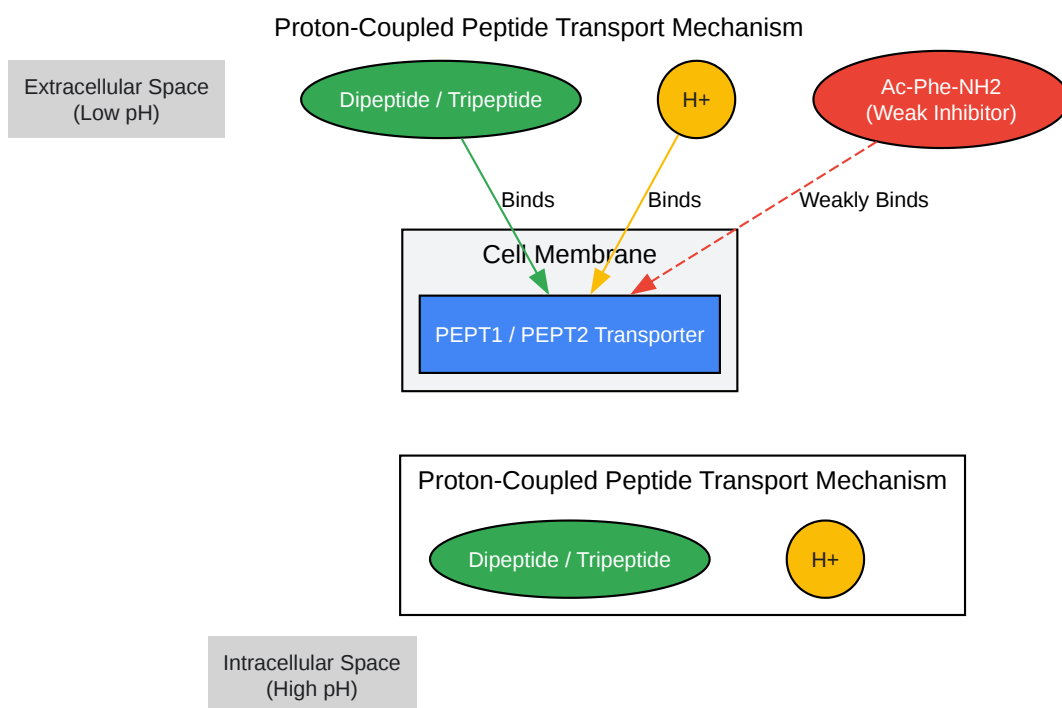 Proton-Coupled Peptide Transport Mechanism
Extracellular Space
(Low pH)
Dipeptide / Tripeptide
H+
Ac-Phe-NH2
(Weak Inhibitor)
Binds
Binds
Weakly Binds
Cell Membrane
PEPT1 / PEPT2 Transporter
Proton-Coupled Peptide Transport Mechanism
Dipeptide / Tripeptide
H+
Intracellular Space
(High pH)